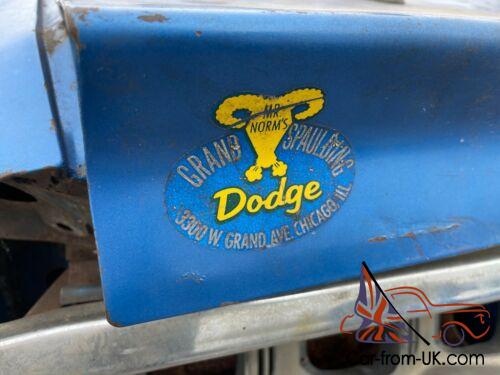 MR.
NORM'S
GRAND SPAULDING
Dodge
3300 W. GRAND AVE. CHICAGO, ILL.
Car-from-UK.com